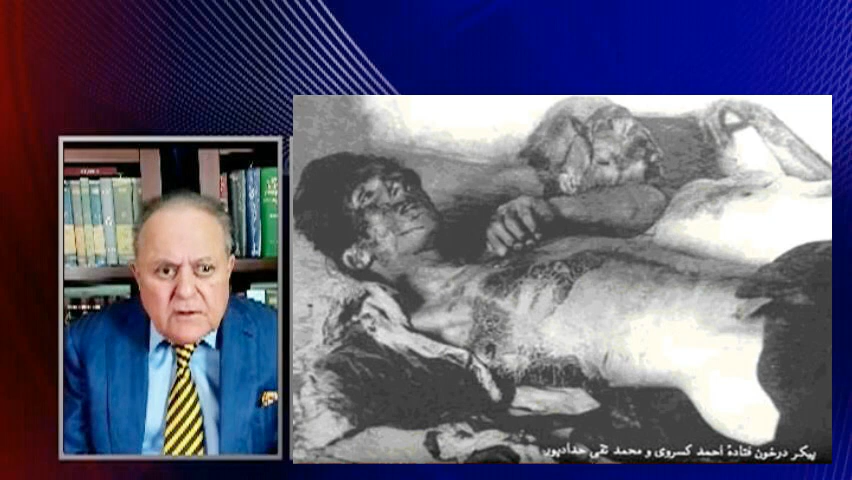 پیکر درخون فتادهٔ احمد کسروی و محمد تقی حدادپور